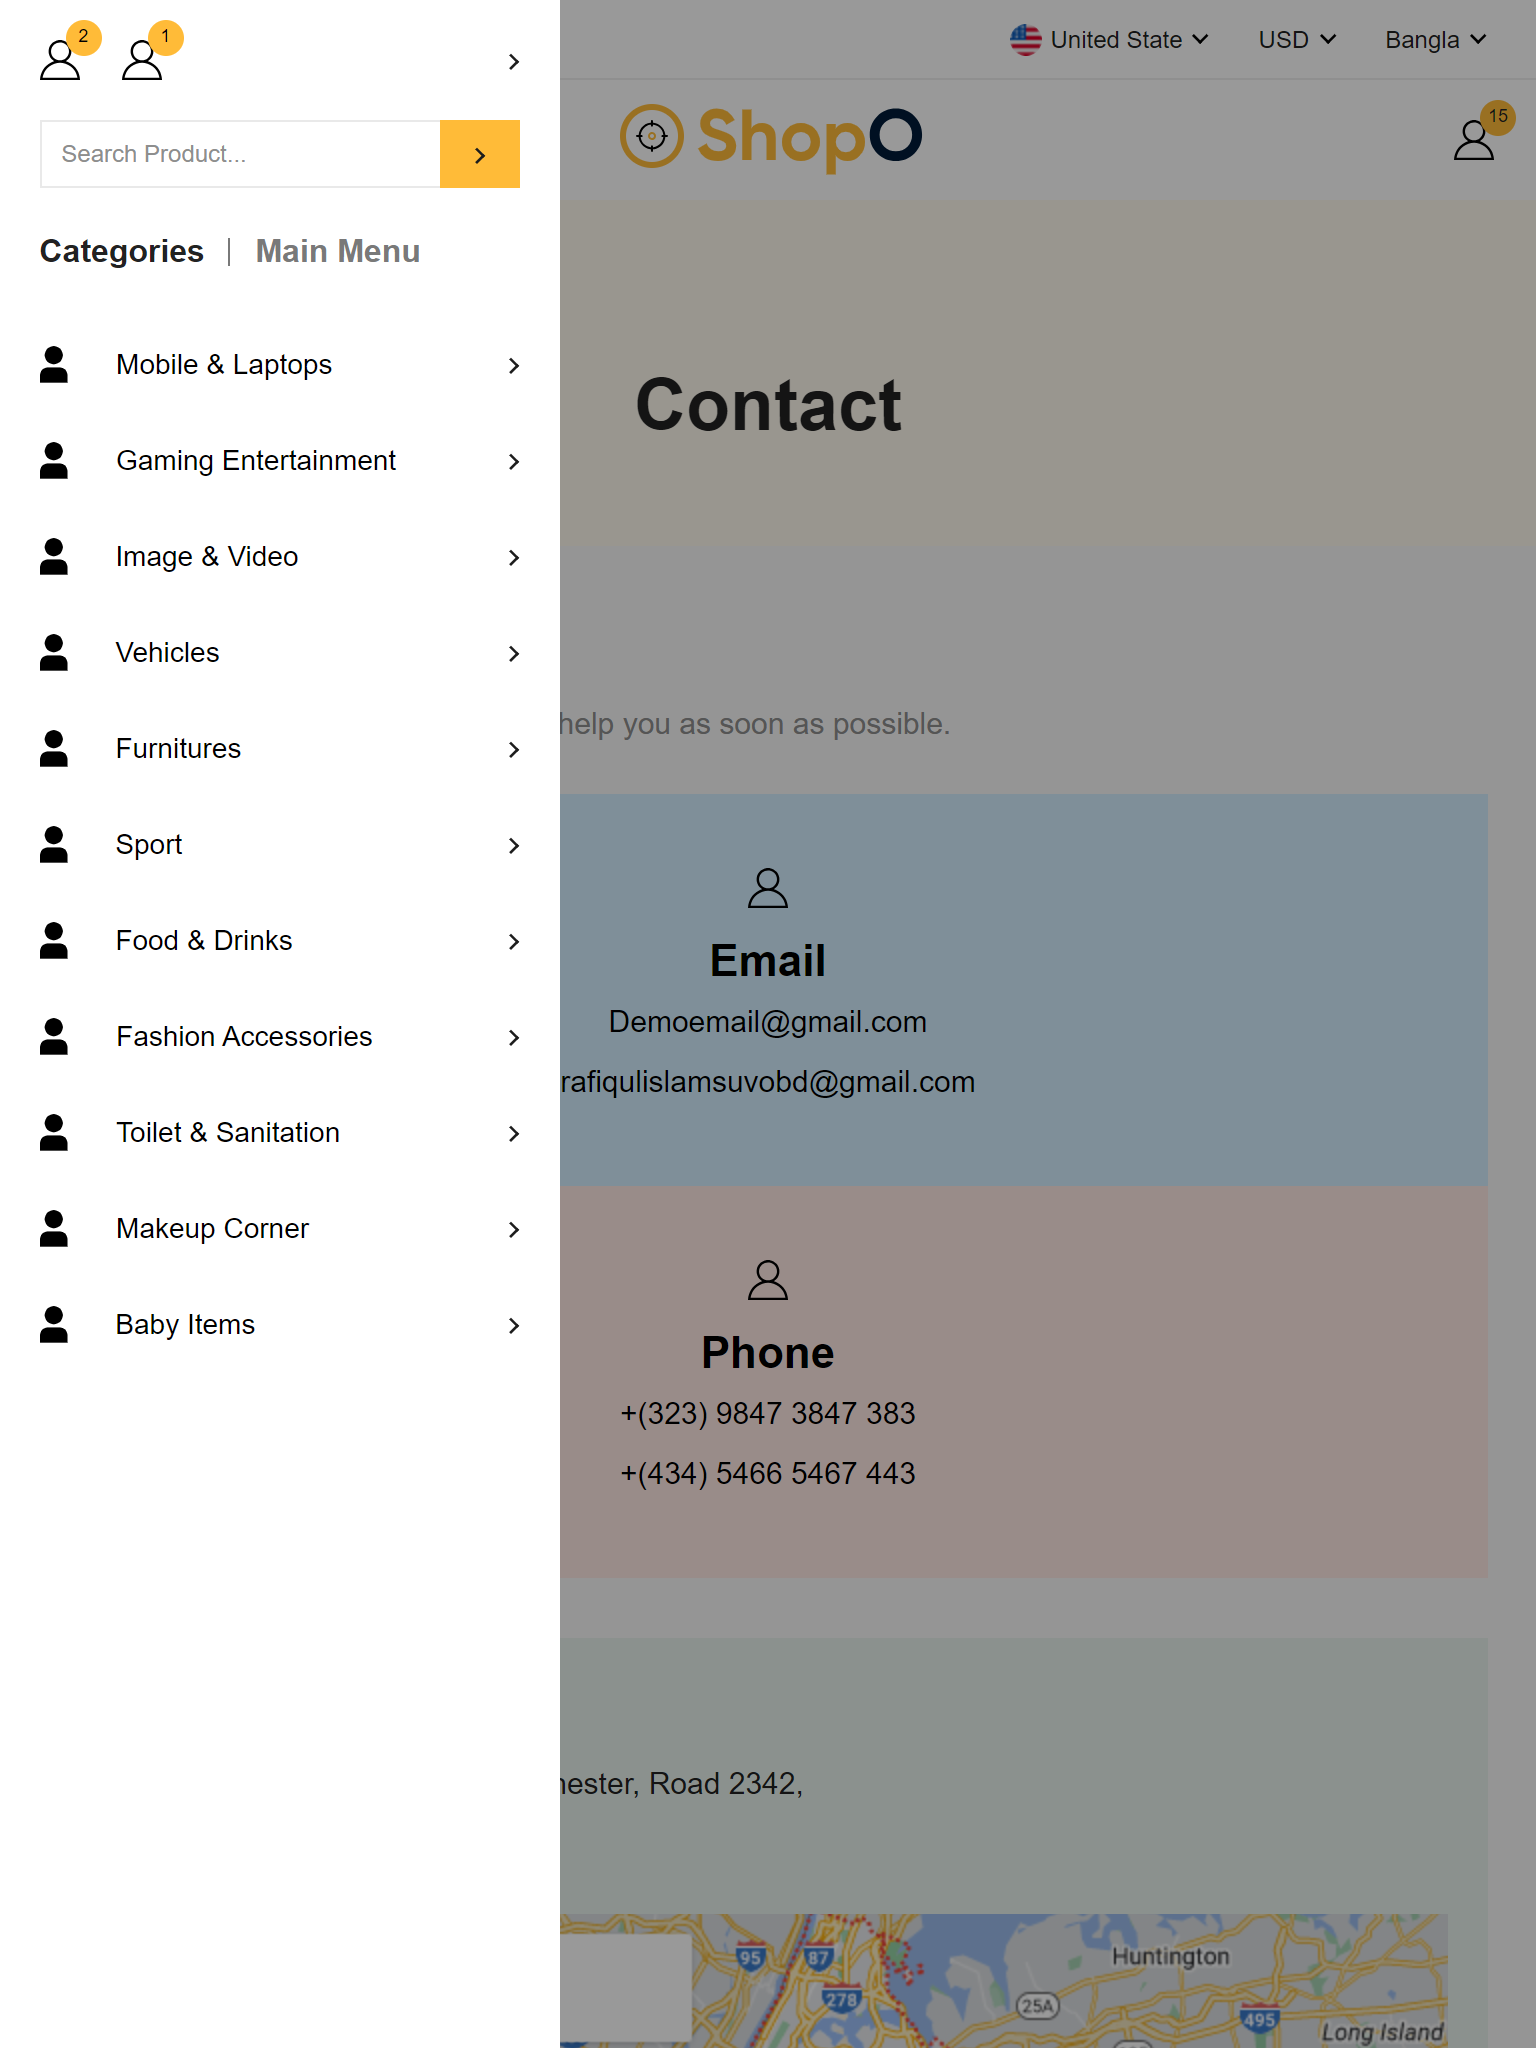 2
1
Search Product...
Categories | Main Menu
Mobile & Laptops
Gaming Entertainment
Image & Video
Vehicles
Furnitures
Sport
Food & Drinks
Fashion Accessories
Toilet & Sanitation
Makeup Corner
Baby Items
United State
USD
Bangla
ShopO
15
Contact
help you as soon as possible.
Email
Demoemail@gmail.com
rafiqulislamsuvobd@gmail.com
Phone
+(323) 9847 3847 383
+(434) 5466 5467 443
Road 2342,
95
87
Huntington
278
25A
495
Long Island